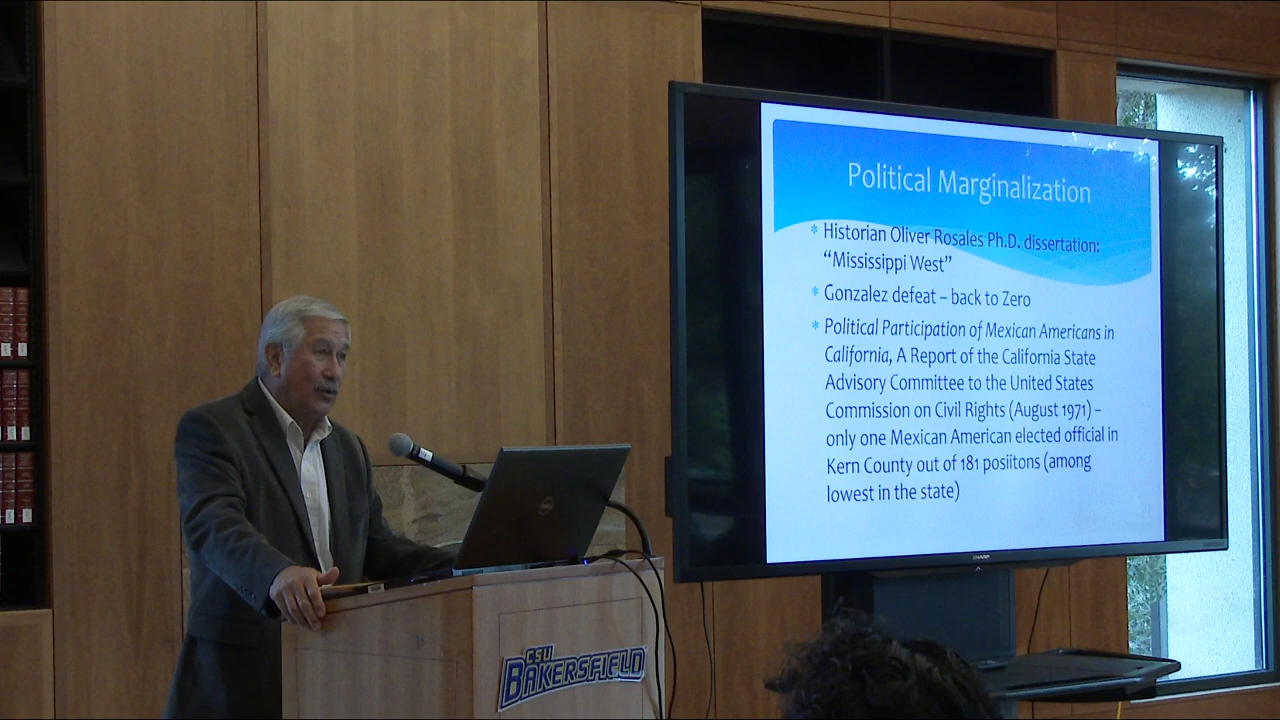 Political Marginalization
* Historian Oliver Rosales Ph.D. dissertation:
“Mississippi West”
* Gonzalez defeat – back to Zero
* Political Participation of Mexican Americans in
California, A Report of the California State
Advisory Committee to the United States
Commission on Civil Rights (August 1971) –
only one Mexican American elected official in
Kern County out of 181 posiitons (among
lowest in the state)
SHARP
DELL
CSU
BAKERSFIELD